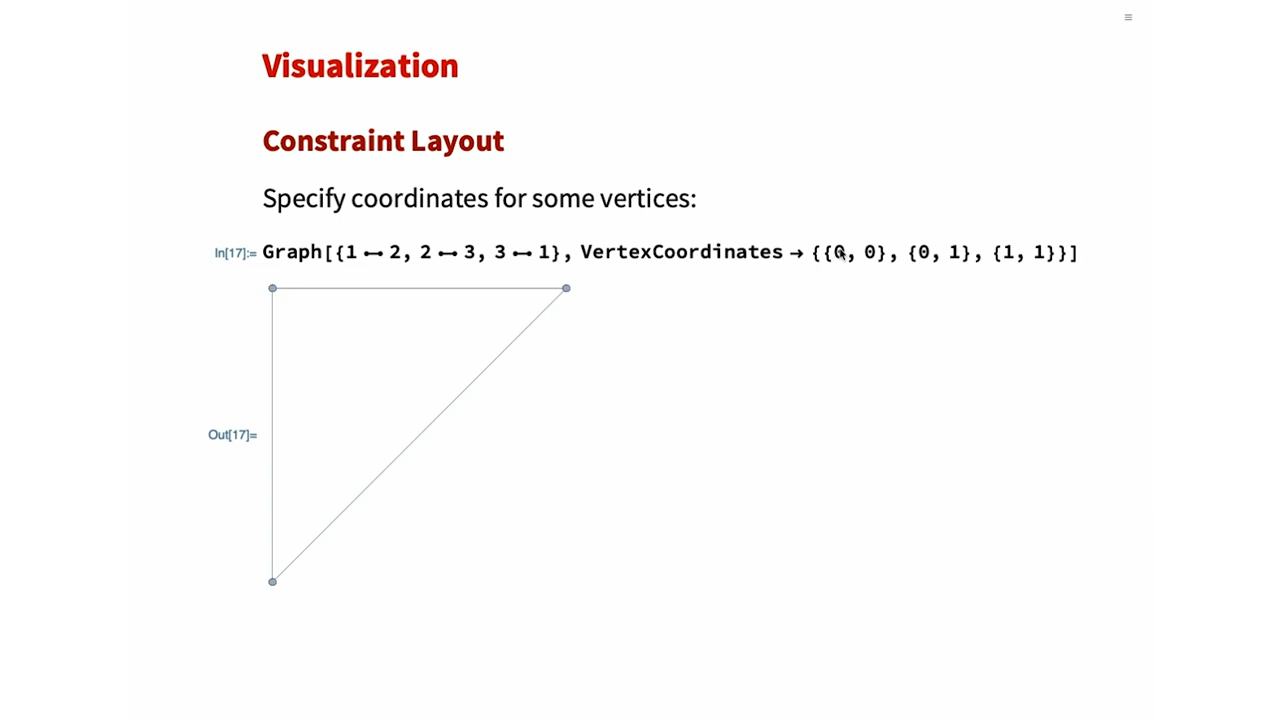 Visualization
Constraint Layout
Specify coordinates for some vertices:
In[17]:= Graph[{1 ⊷ 2, 2 ⊷ 3, 3 ⊷ 1}, VertexCoordinates → {{0, 0}, {0, 1}, {1, 1}}]
Out[17]=